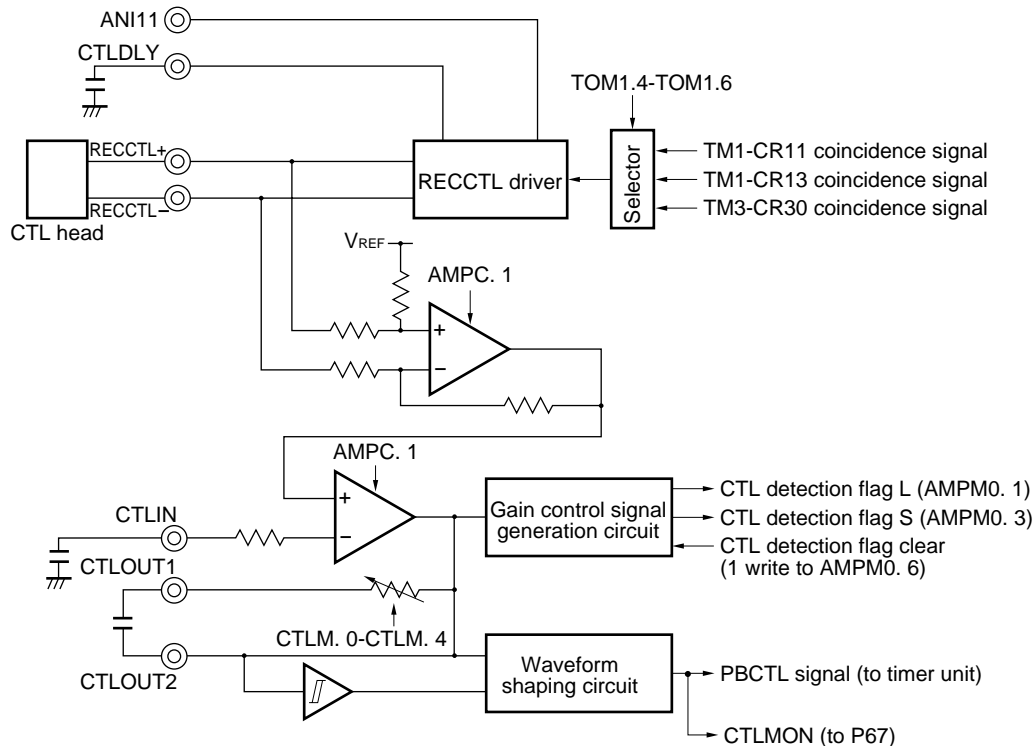 ANI11
CTLDLY
TOM1.4-TOM1.6
RECCTL+
RECCTL−
CTL head
RECCTL driver
Selector
TM1-CR11 coincidence signal
TM1-CR13 coincidence signal
TM3-CR30 coincidence signal
VREF
AMPC. 1
+
−
AMPC. 1
+
−
CTLIN
CTLOUT1
Gain control signal
generation circuit
CTL detection flag L (AMPM0. 1)
CTL detection flag S (AMPM0. 3)
CTL detection flag clear
(1 write to AMPM0. 6)
CTLM. 0-CTLM. 4
CTLOUT2
Waveform
shaping circuit
PBCTL signal (to timer unit)
CTLMON (to P67)